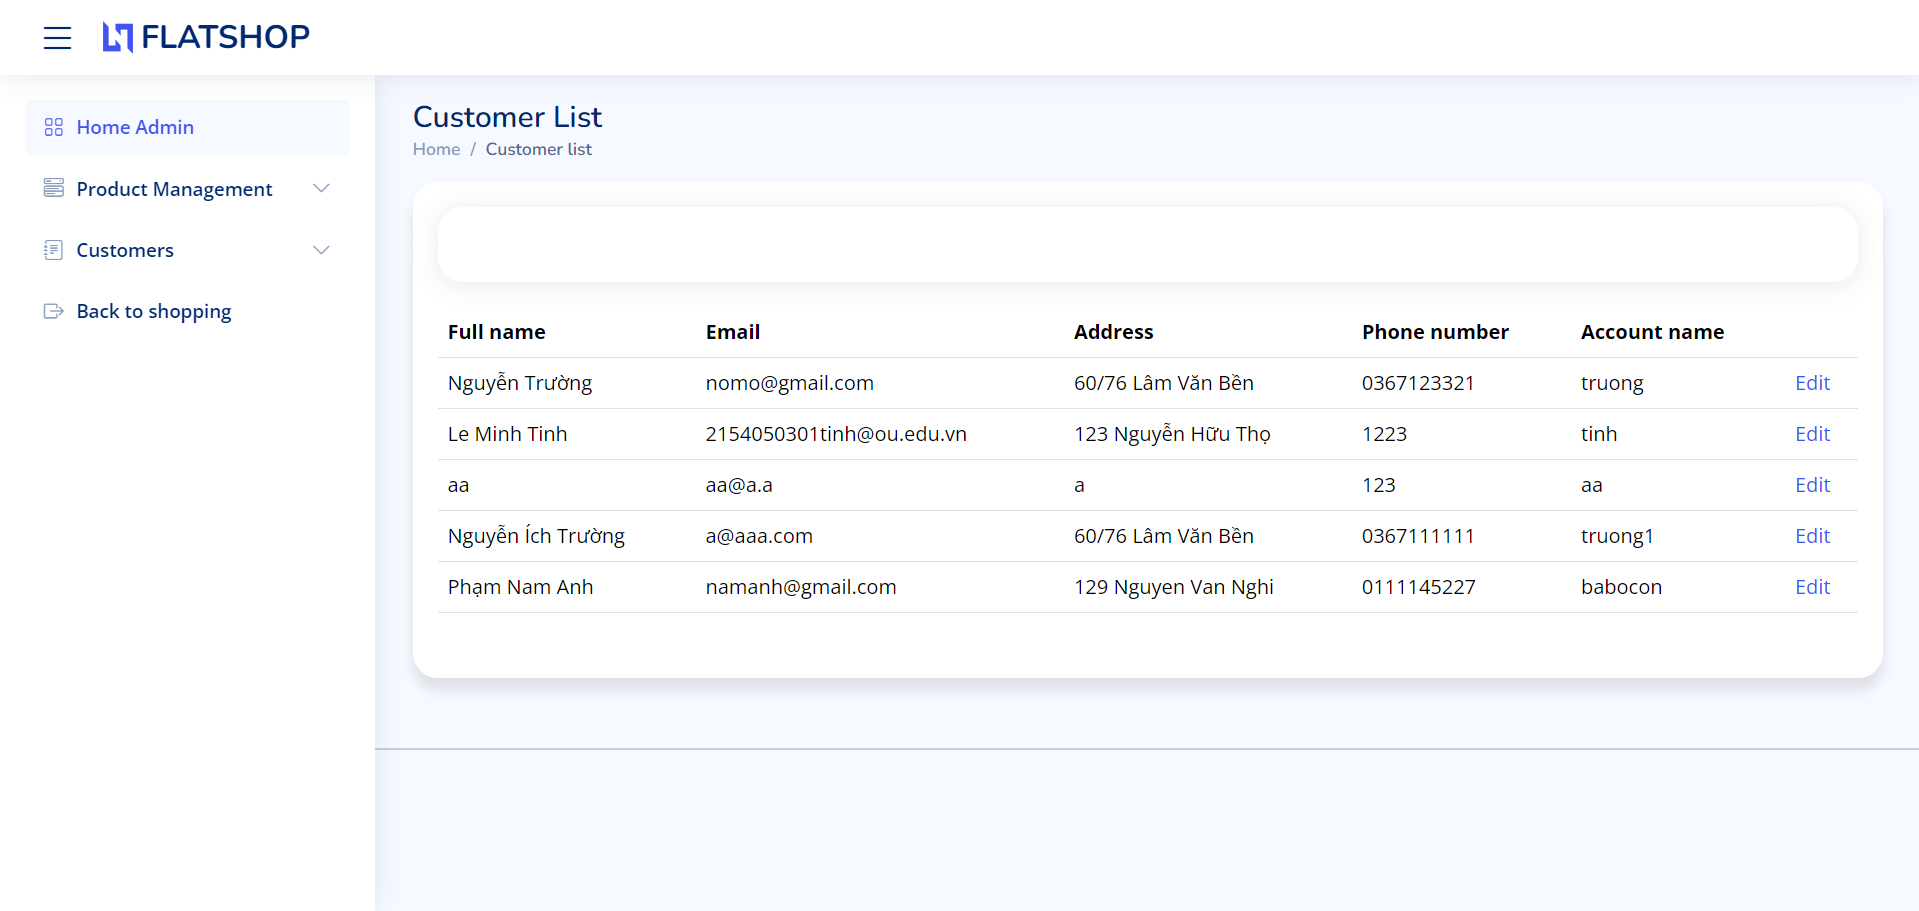 FLATSHOP
Home Admin
Product Management
Customers
Back to shopping
Customer List
Home / Customer list
Full name Email Address Phone number Account name
Nguyễn Trường nomo@gmail.com 60/76 Lâm Văn Bền 0367123321 truong Edit
Le Minh Tinh 2154050301tinh@ou.edu.vn 123 Nguyễn Hữu Thọ 1223 tinh Edit
aa aa@a.a a 123 aa Edit
Nguyễn Ích Trường a@aaa.com 60/76 Lâm Văn Bền 0367111111 truong1 Edit
Phạm Nam Anh namanh@gmail.com 129 Nguyen Van Nghi 0111145227 babocon Edit